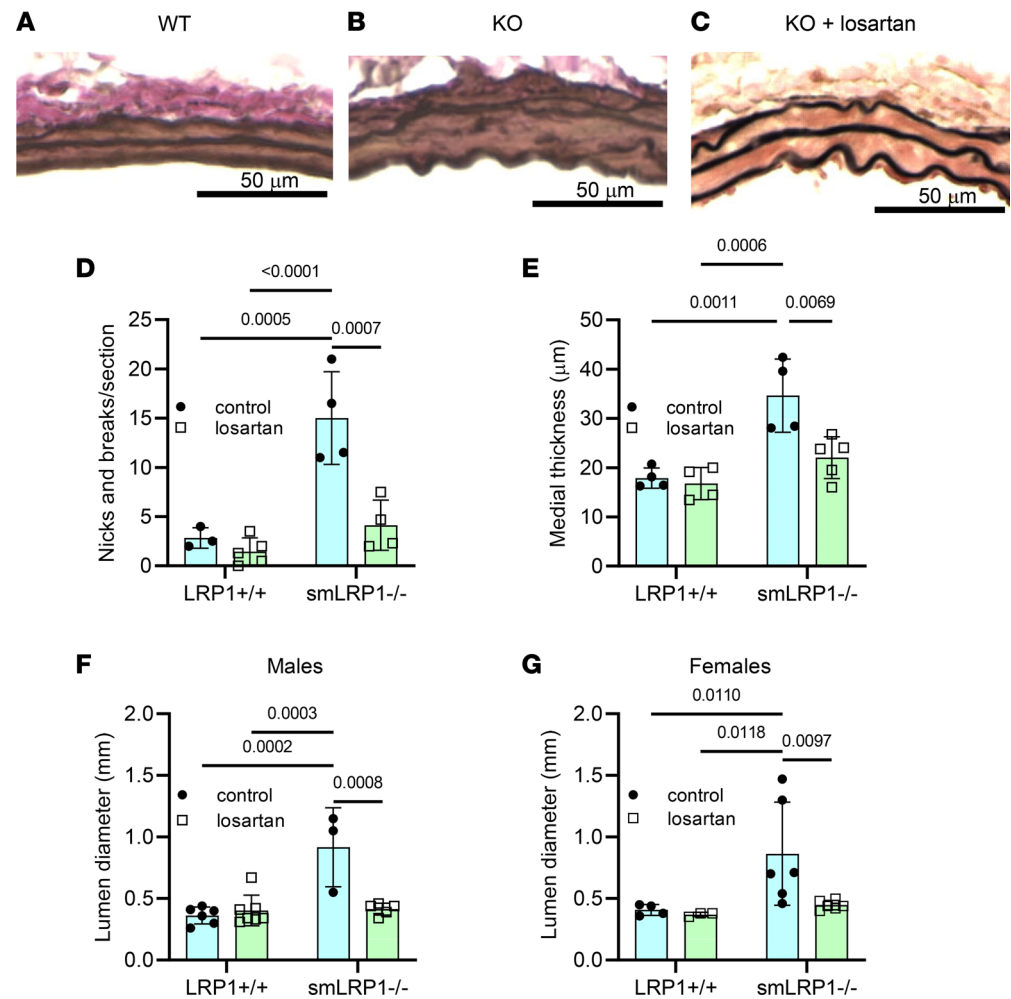 A WT
B KO
C KO + losartan
50 μm
50 μm
50 μm
D
<0.0001
0.0005
0.0007
25
20
15
10
5
0
Nicks and breaks/section
control
losartan
LRP1+/+
smLRP1-/-
E
0.0006
0.0011
0.0069
50
40
30
20
10
0
Medial thickness (μm)
control
losartan
LRP1+/+
smLRP1-/-
F Males
0.0003
0.0002
0.0008
2.0
1.5
1.0
0.5
0.0
Lumen diameter (mm)
control
losartan
LRP1+/+
smLRP1-/-
G Females
0.0110
0.0118
0.0097
2.0
1.5
1.0
0.5
0.0
Lumen diameter (mm)
control
losartan
LRP1+/+
smLRP1-/-